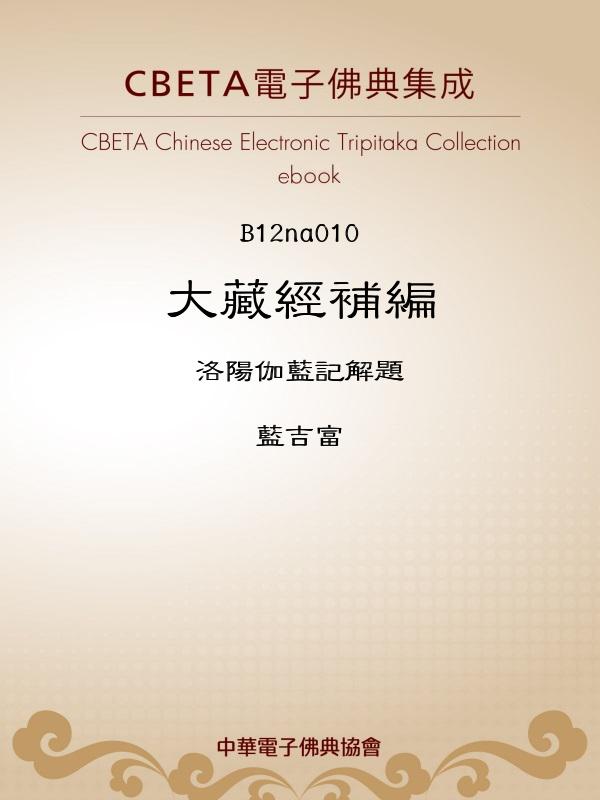 CBETA電子佛典集成
CBETA Chinese Electronic Tripitaka Collection
ebook
B12na010
大藏經補編
洛陽伽藍記解題
藍吉富
中華電子佛典協會